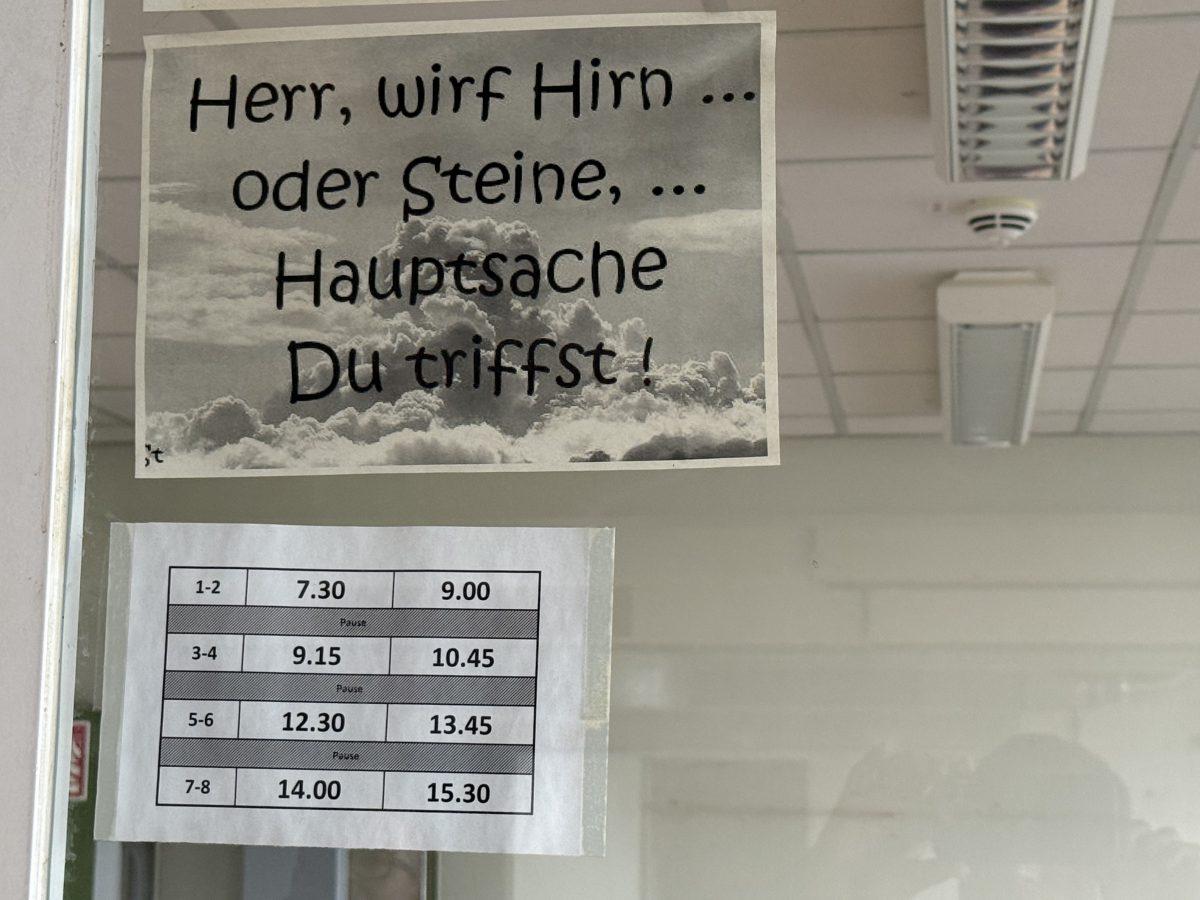 Herr, wirf Hirn ...
oder Steine, ...
Hauptsache
Du triffst !
1-2 7.30 9.00
Pause
3-4 9.15 10.45
Pause
5-6 12.30 13.45
Pause
7-8 14.00 15.30